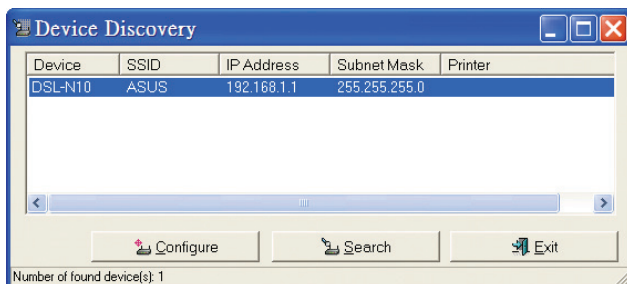 Device Discovery
Device SSID IP Address Subnet Mask Printer
DSL-N10 ASUS 192.168.1.1 255.255.255.0
Configure Search Exit
Number of found device(s): 1